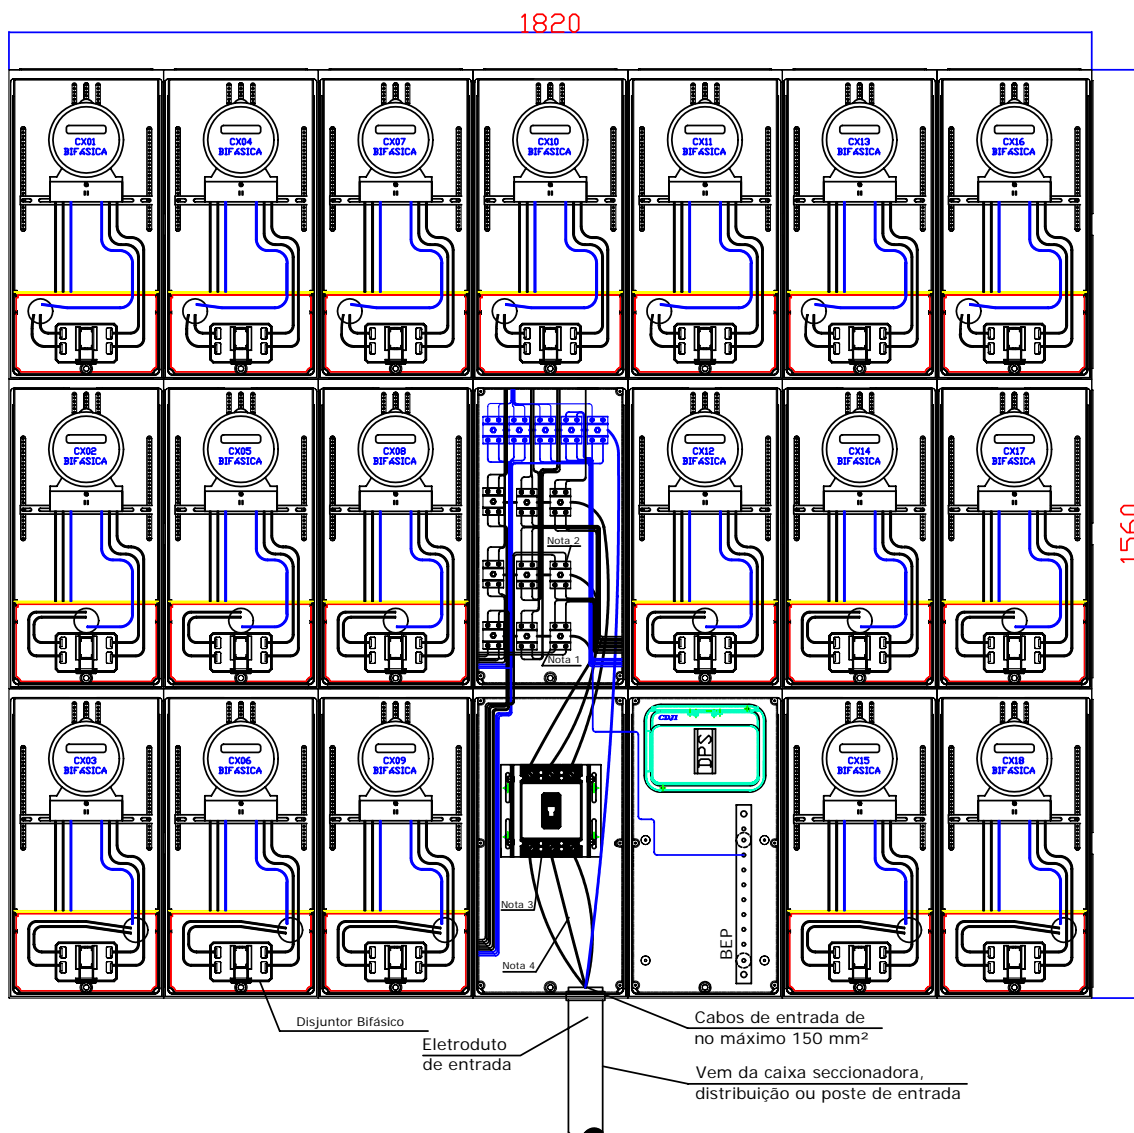 1820
CX01
BIFÁSICA
CX04
BIFÁSICA
CX07
BIFÁSICA
CX10
BIFÁSICA
CX11
BIFÁSICA
CX13
BIFÁSICA
CX16
BIFÁSICA
CX02
BIFÁSICA
CX05
BIFÁSICA
CX08
BIFÁSICA
CX12
BIFÁSICA
CX14
BIFÁSICA
CX17
BIFÁSICA
1560
Nota 2
Nota 1
CX03
BIFÁSICA
CX06
BIFÁSICA
CX09
BIFÁSICA
DPS
CX15
BIFÁSICA
CX18
BIFÁSICA
Nota 3
Nota 4
BEP
Disjuntor Bifásico
Eletroduto
de entrada
Cabos de entrada de
no máximo 150 mm²
Vem da caixa seccionadora,
distribuição ou poste de entrada